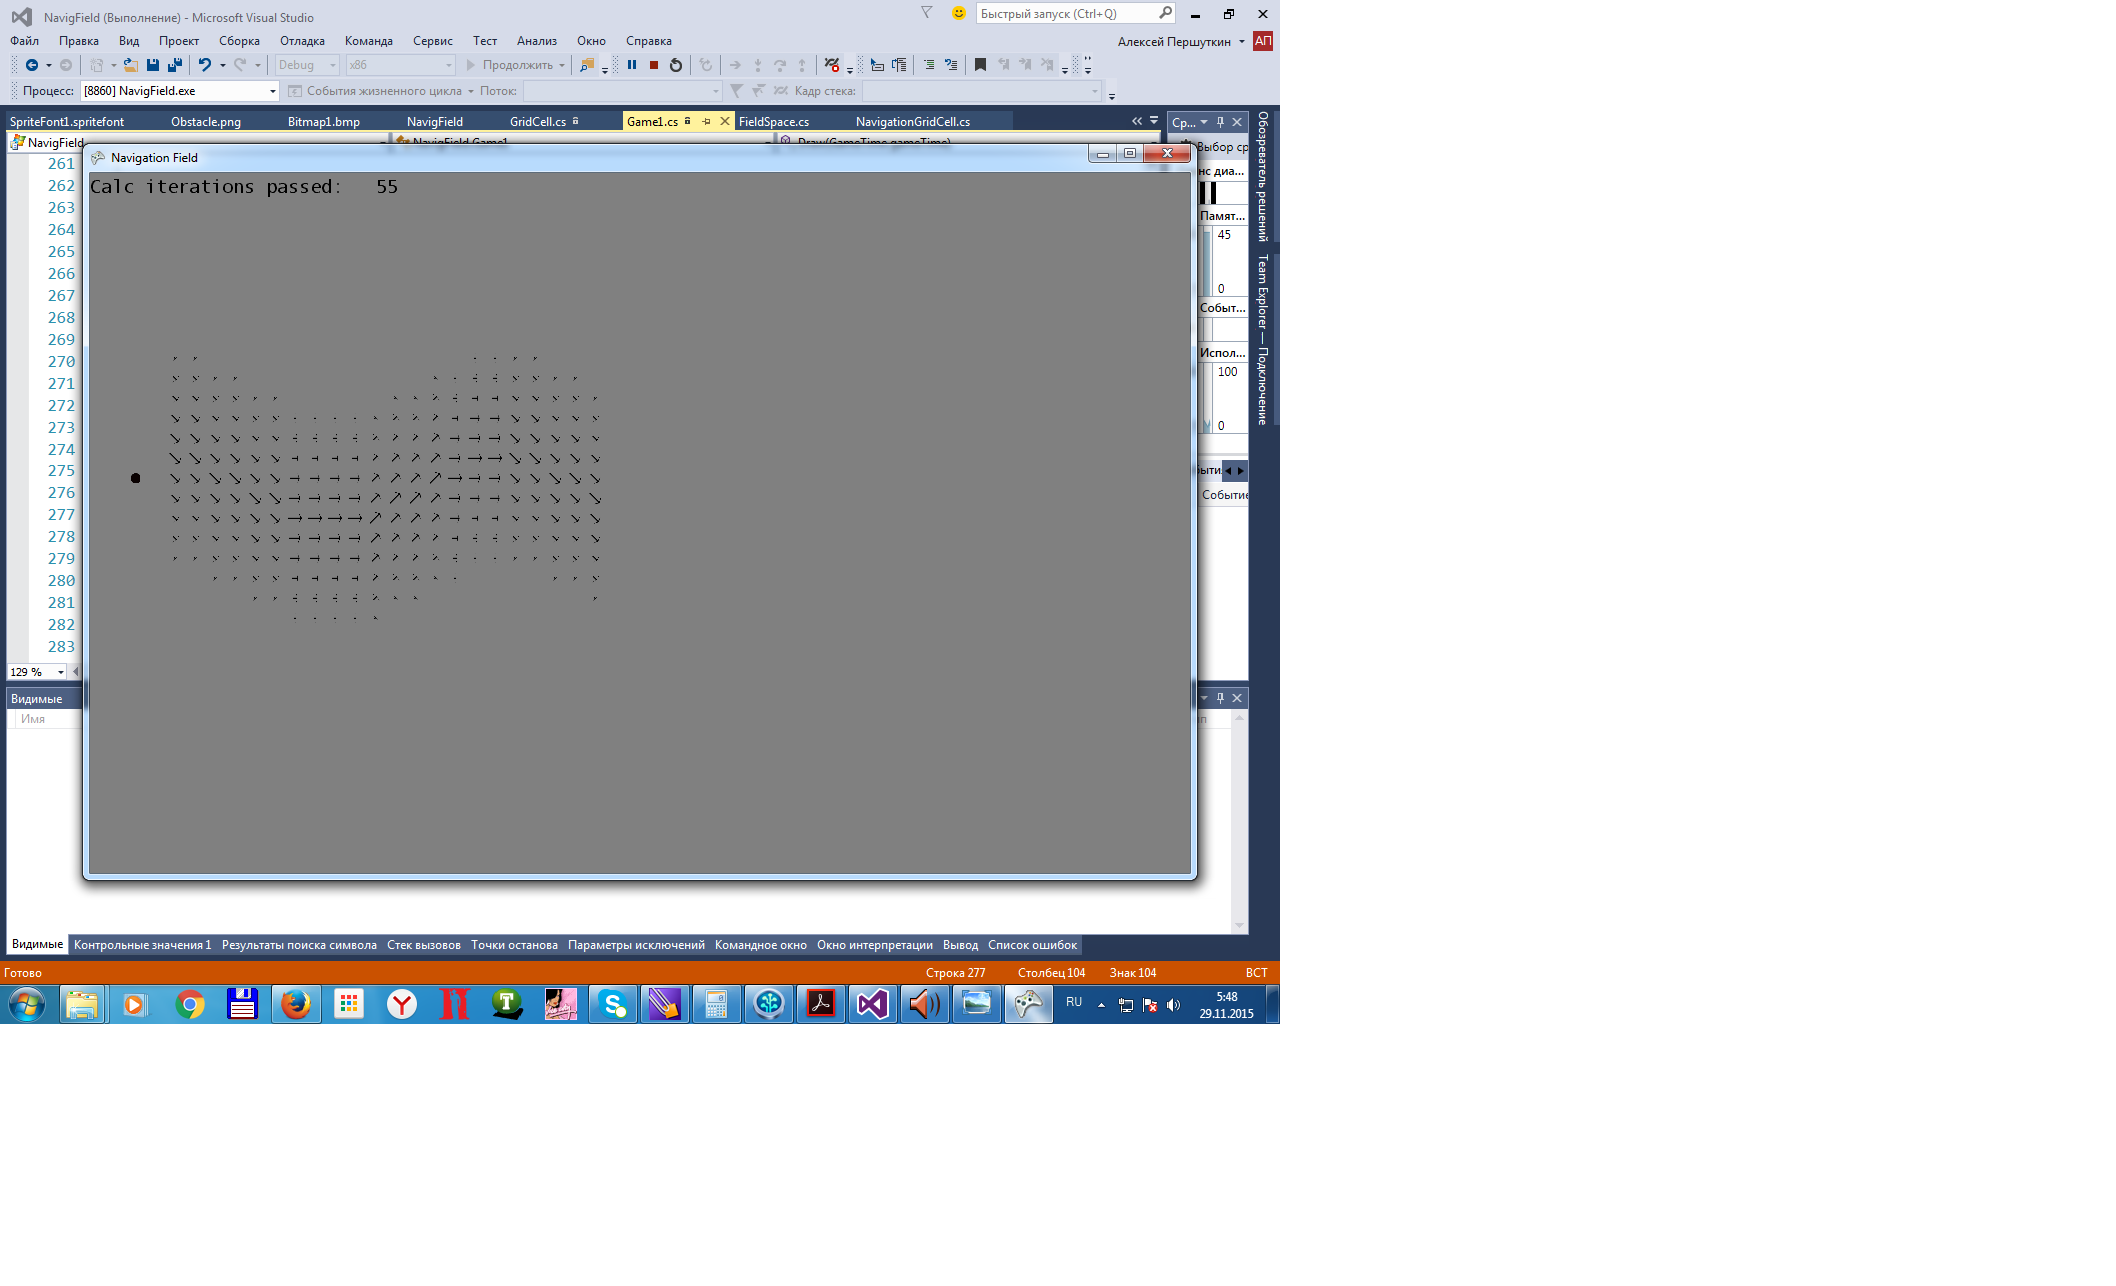 NavigField (Выполнение) - Microsoft Visual Studio
Быстрый запуск (Ctrl+Q)
Файл Правка Вид Проект Сборка Отладка Команда Сервис Тест Анализ Окно Справка
Алексей Першуткин АП
Debug x86 Продолжить
Процесс: [8860] NavigField.exe События жизненного цикла Поток: Кадр стека:
SpriteFont1.spritefont Obstacle.png Bitmap1.bmp NavigField GridCell.cs Game1.cs FieldSpace.cs NavigationGridCell.cs
Ср...
NavigField NavigField.Game1 Draw(GameTime gameTime)
Выбор ср
Navigation Field
Calc iterations passed: 55
261
262
263
264
265
266
267
268
269
270
271
272
273
274
275
276
277
278
279
280
281
282
283
129 %
нс диа...
Памят...
45
0
Событ...
Испол...
100
0
Событие
Обозреватель решений
Team Explorer — Подключение
Видимые
Имя
Видимые Контрольные значения 1 Результаты поиска символа Стек вызовов Точки останова Параметры исключений Командное окно Окно интерпретации Вывод Список ошибок
Готово Строка 277 Столбец 104 Знак 104 ВСТ
RU
5:48
29.11.2015